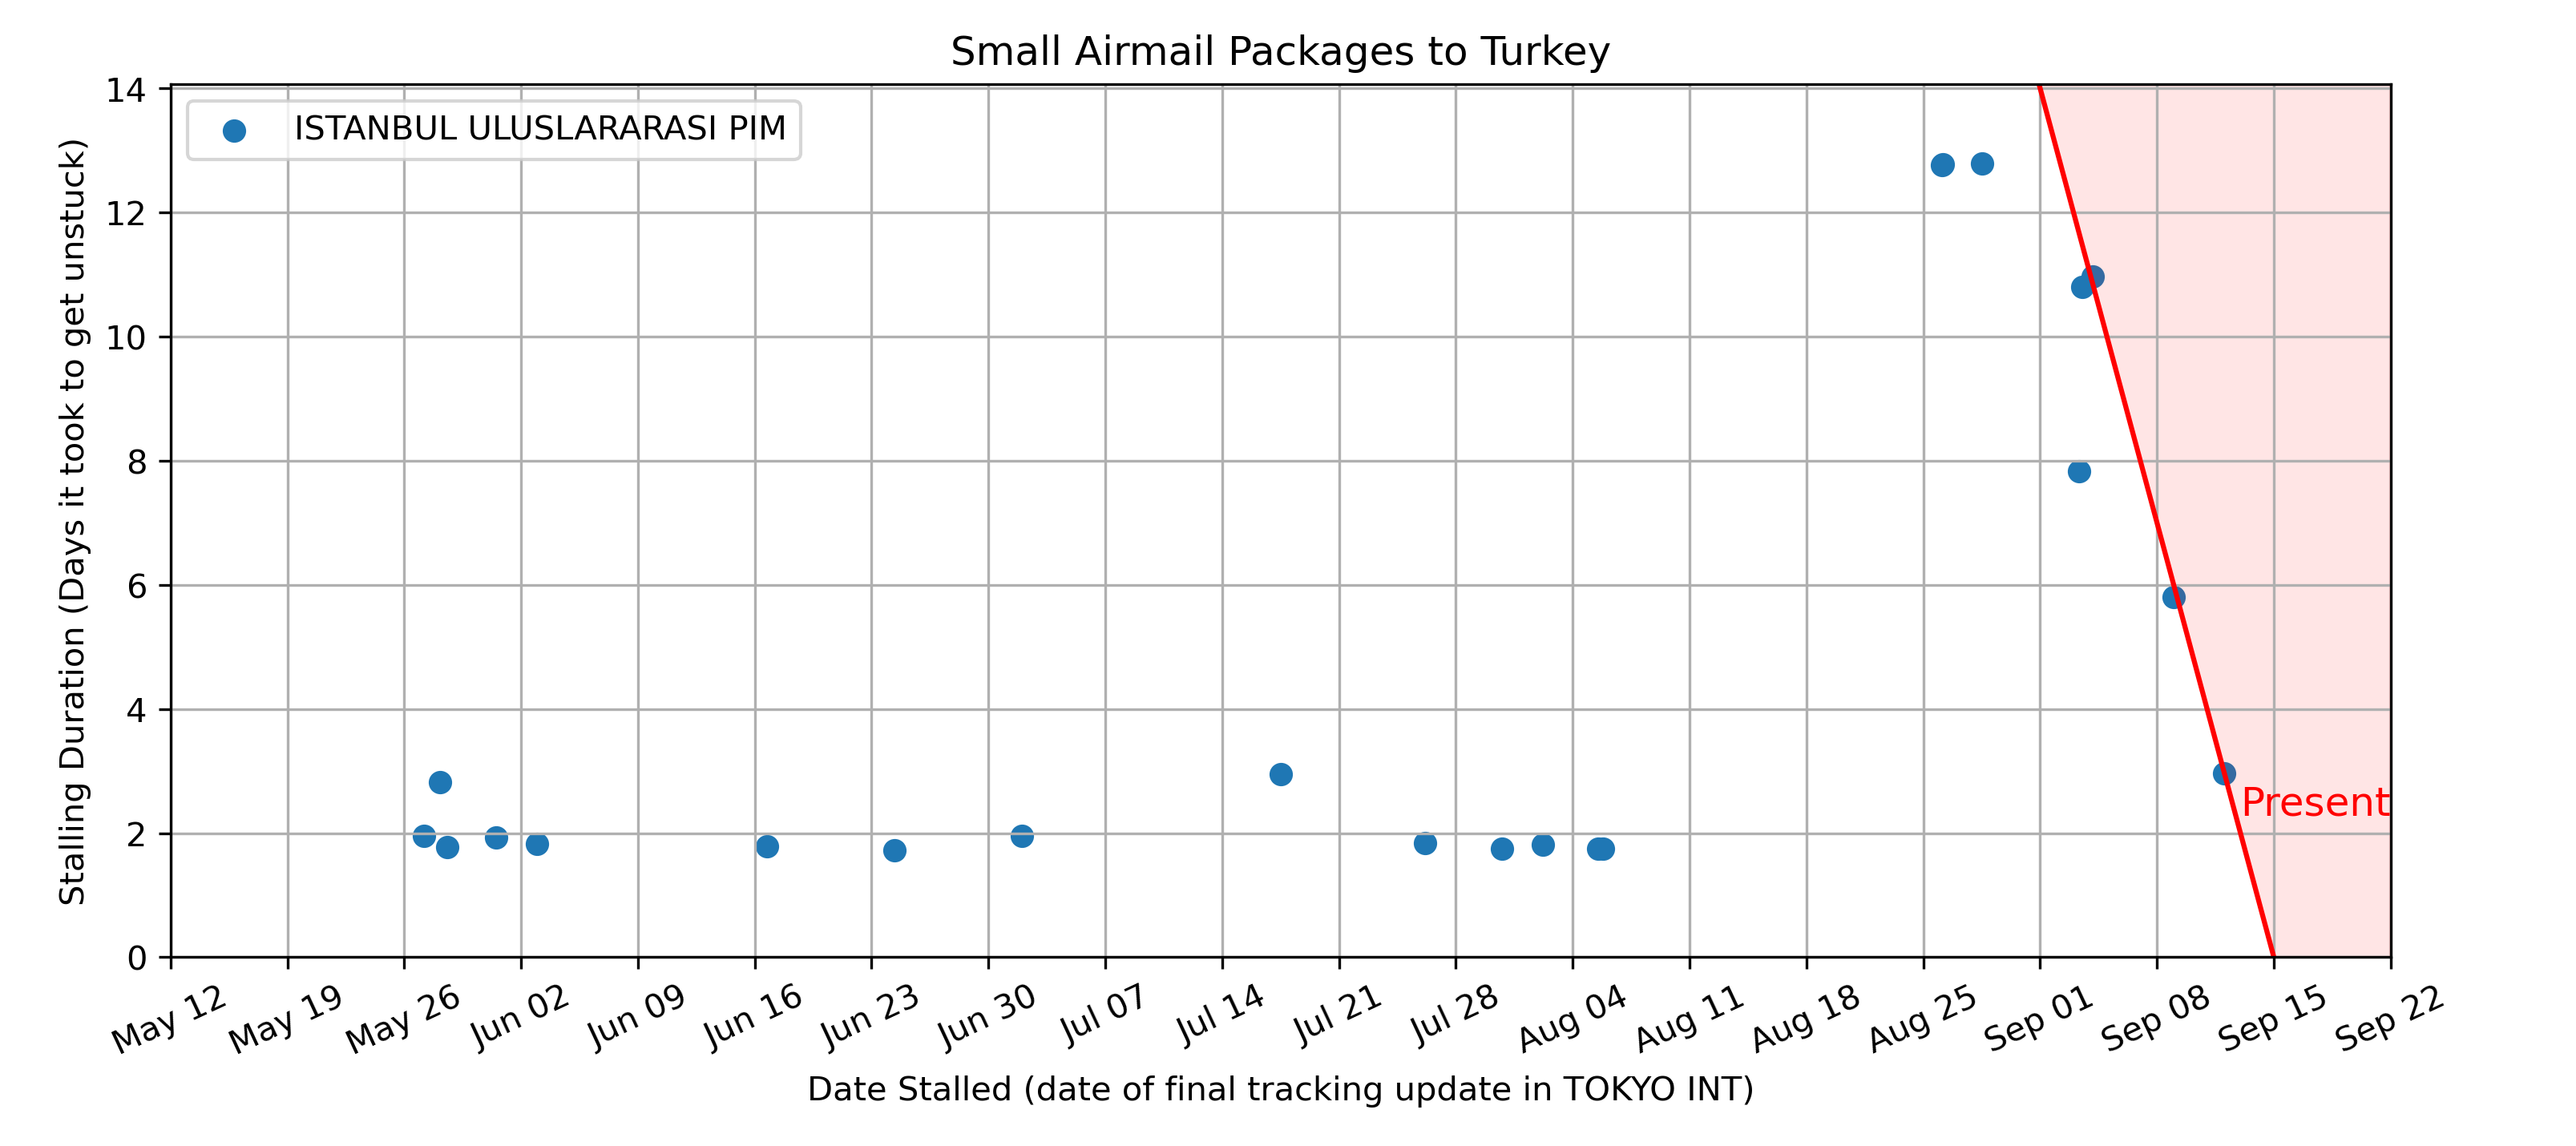 Small Airmail Packages to Turkey
ISTANBUL ULUSLARARASI PIM
Stalling Duration (Days it took to get unstuck)
14
12
10
8
6
4
2
0
Present
May 12
May 19
May 26
Jun 02
Jun 09
Jun 16
Jun 23
Jun 30
Jul 07
Jul 14
Jul 21
Jul 28
Aug 04
Aug 11
Aug 18
Aug 25
Sep 01
Sep 08
Sep 15
Sep 22
Date Stalled (date of final tracking update in TOKYO INT)